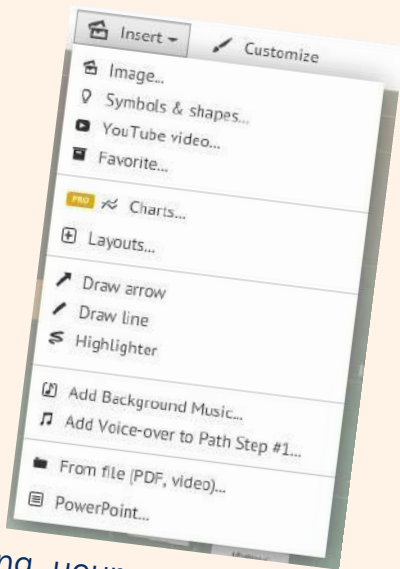 Insert
Customize
Image...
Symbols & shapes...
YouTube video...
Favorite...
PRO Charts...
Layouts...
Draw arrow
Draw line
Highlighter
Add Background Music...
Add Voice-over to Path Step #1...
From file (PDF, video)...
PowerPoint...